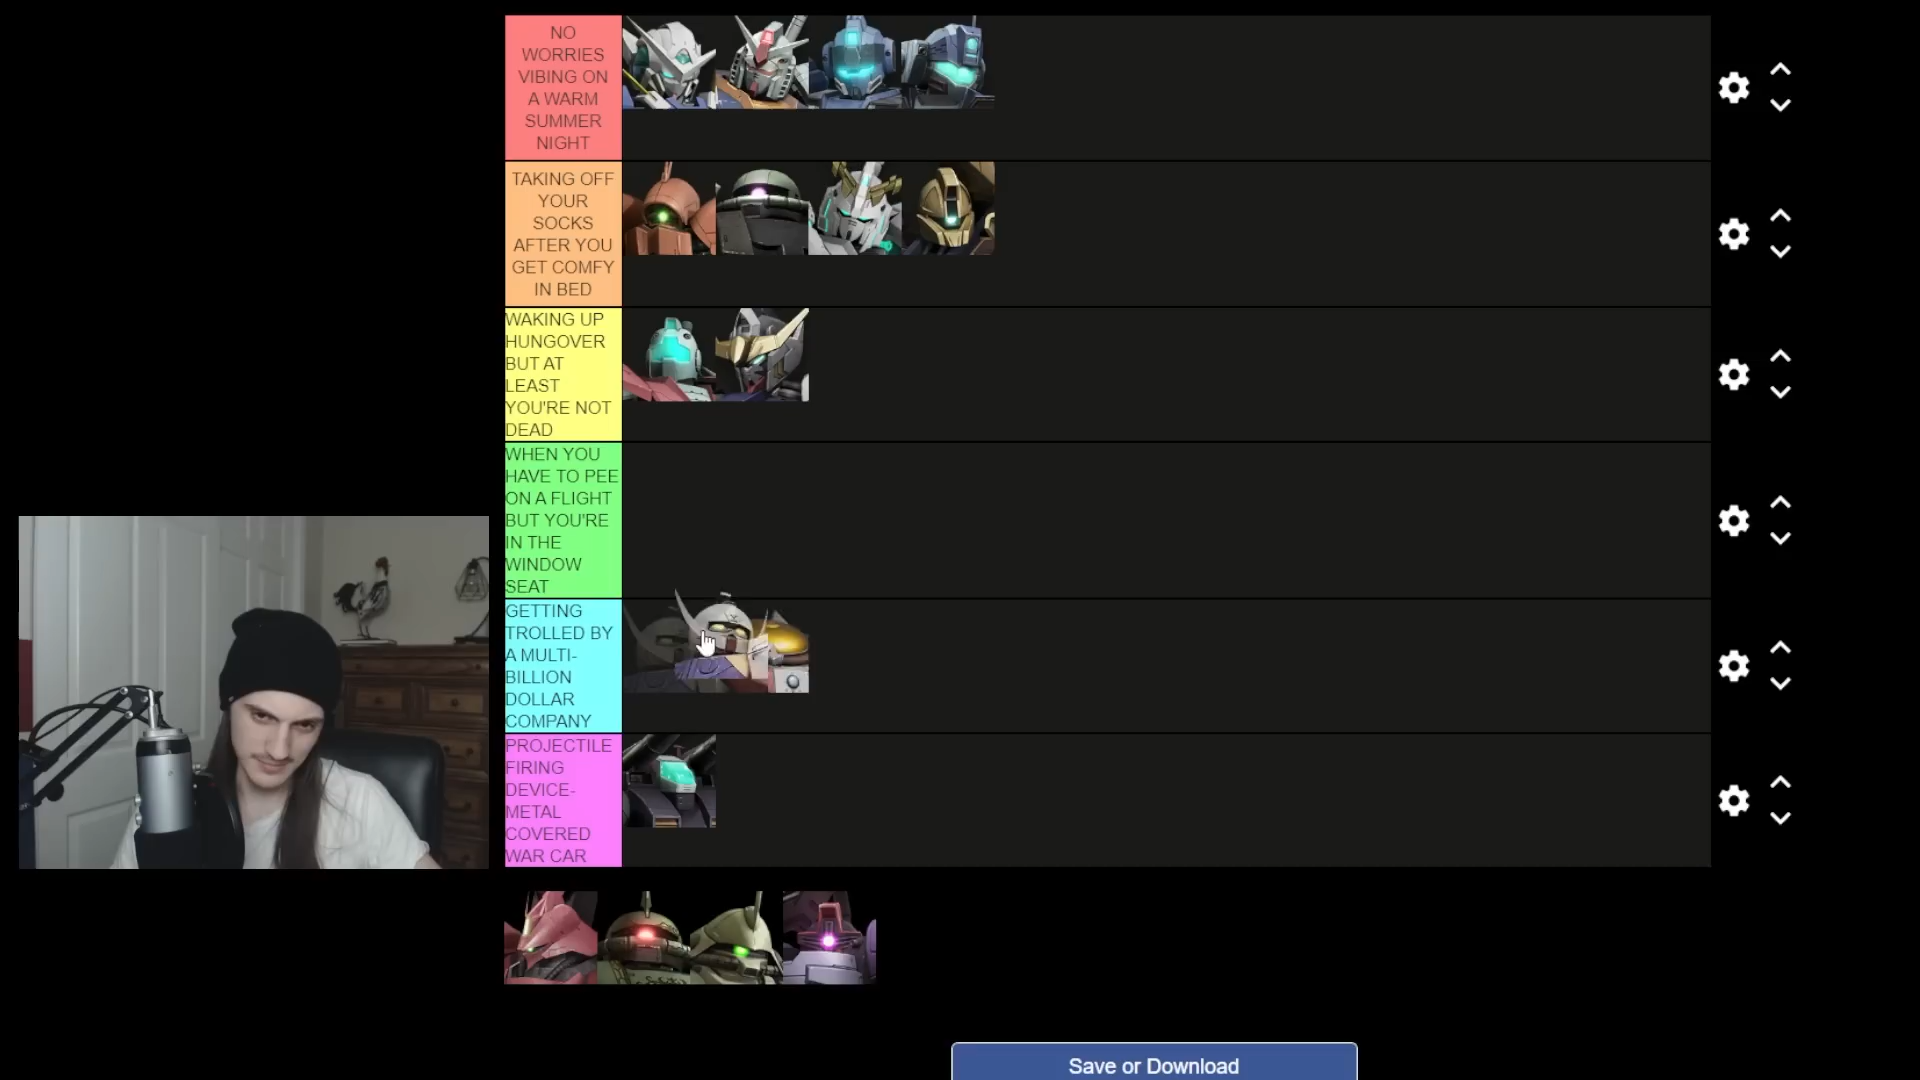 NO
WORRIES
VIBING ON
A WARM
SUMMER
NIGHT
TAKING OFF
YOUR
SOCKS
AFTER YOU
GET COMFY
IN BED
WAKING UP
HUNGOVER
BUT AT
LEAST
YOU'RE NOT
DEAD
WHEN YOU
HAVE TO PEE
ON A FLIGHT
BUT YOU'RE
IN THE
WINDOW
SEAT
GETTING
TROLLED BY
A MULTI-
BILLION
DOLLAR
COMPANY
PROJECTILE
FIRING
DEVICE-
METAL
COVERED
WAR CAR
Save or Download